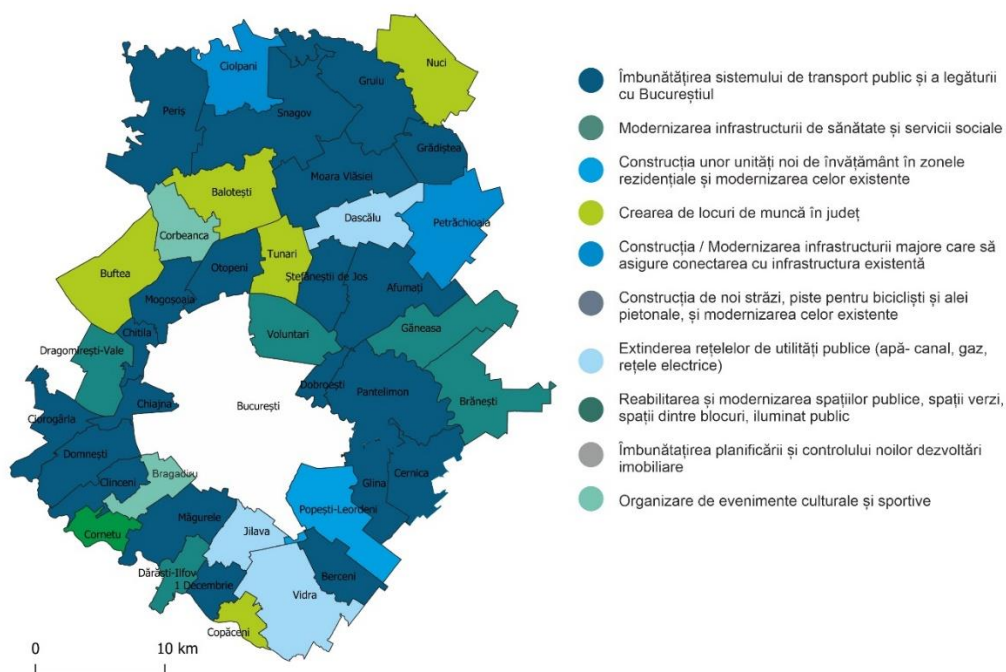 Ciolpani
Nuci
Gruiu
Periș
Snagov
Grădiștea
Moara Vlăsiei
Balotești
Dascălu
Petrăchioaia
Corbeanca
Tunari
Otopeni
Ștefăneștii de Jos
Buftea
Afumați
Mogoșoaia
Găneasa
Chitila
Voluntari
Dragomirești-Vale
Dobroești
Pantelimon
Chiajna
București
Brănești
Ciorogârla
Domnești
Bragadiru
Cernica
Clinceni
Glina
Popești-Leordeni
Măgurele
Cornetu
Jilava
Dărăști-Ilfov
1 Decembrie
Berceni
Vidra
Copăceni
0 10 km
Îmbunătățirea sistemului de transport public și a legăturii
cu Bucureștiul
Modernizarea infrastructurii de sănătate și servicii sociale
Construcția unor unități noi de învățământ în zonele
rezidențiale și modernizarea celor existente
Crearea de locuri de muncă în județ
Construcția / Modernizarea infrastructurii majore care să
asigure conectarea cu infrastructura existentă
Construcția de noi străzi, piste pentru bicicliști și alei
pietonale, și modernizarea celor existente
Extinderea rețelelor de utilități publice (apă- canal, gaz,
rețele electrice)
Reabilitarea și modernizarea spațiilor publice, spații verzi,
spații dintre blocuri, iluminat public
Îmbunătațirea planificării și controlului noilor dezvoltări
imobiliare
Organizare de evenimente culturale și sportive